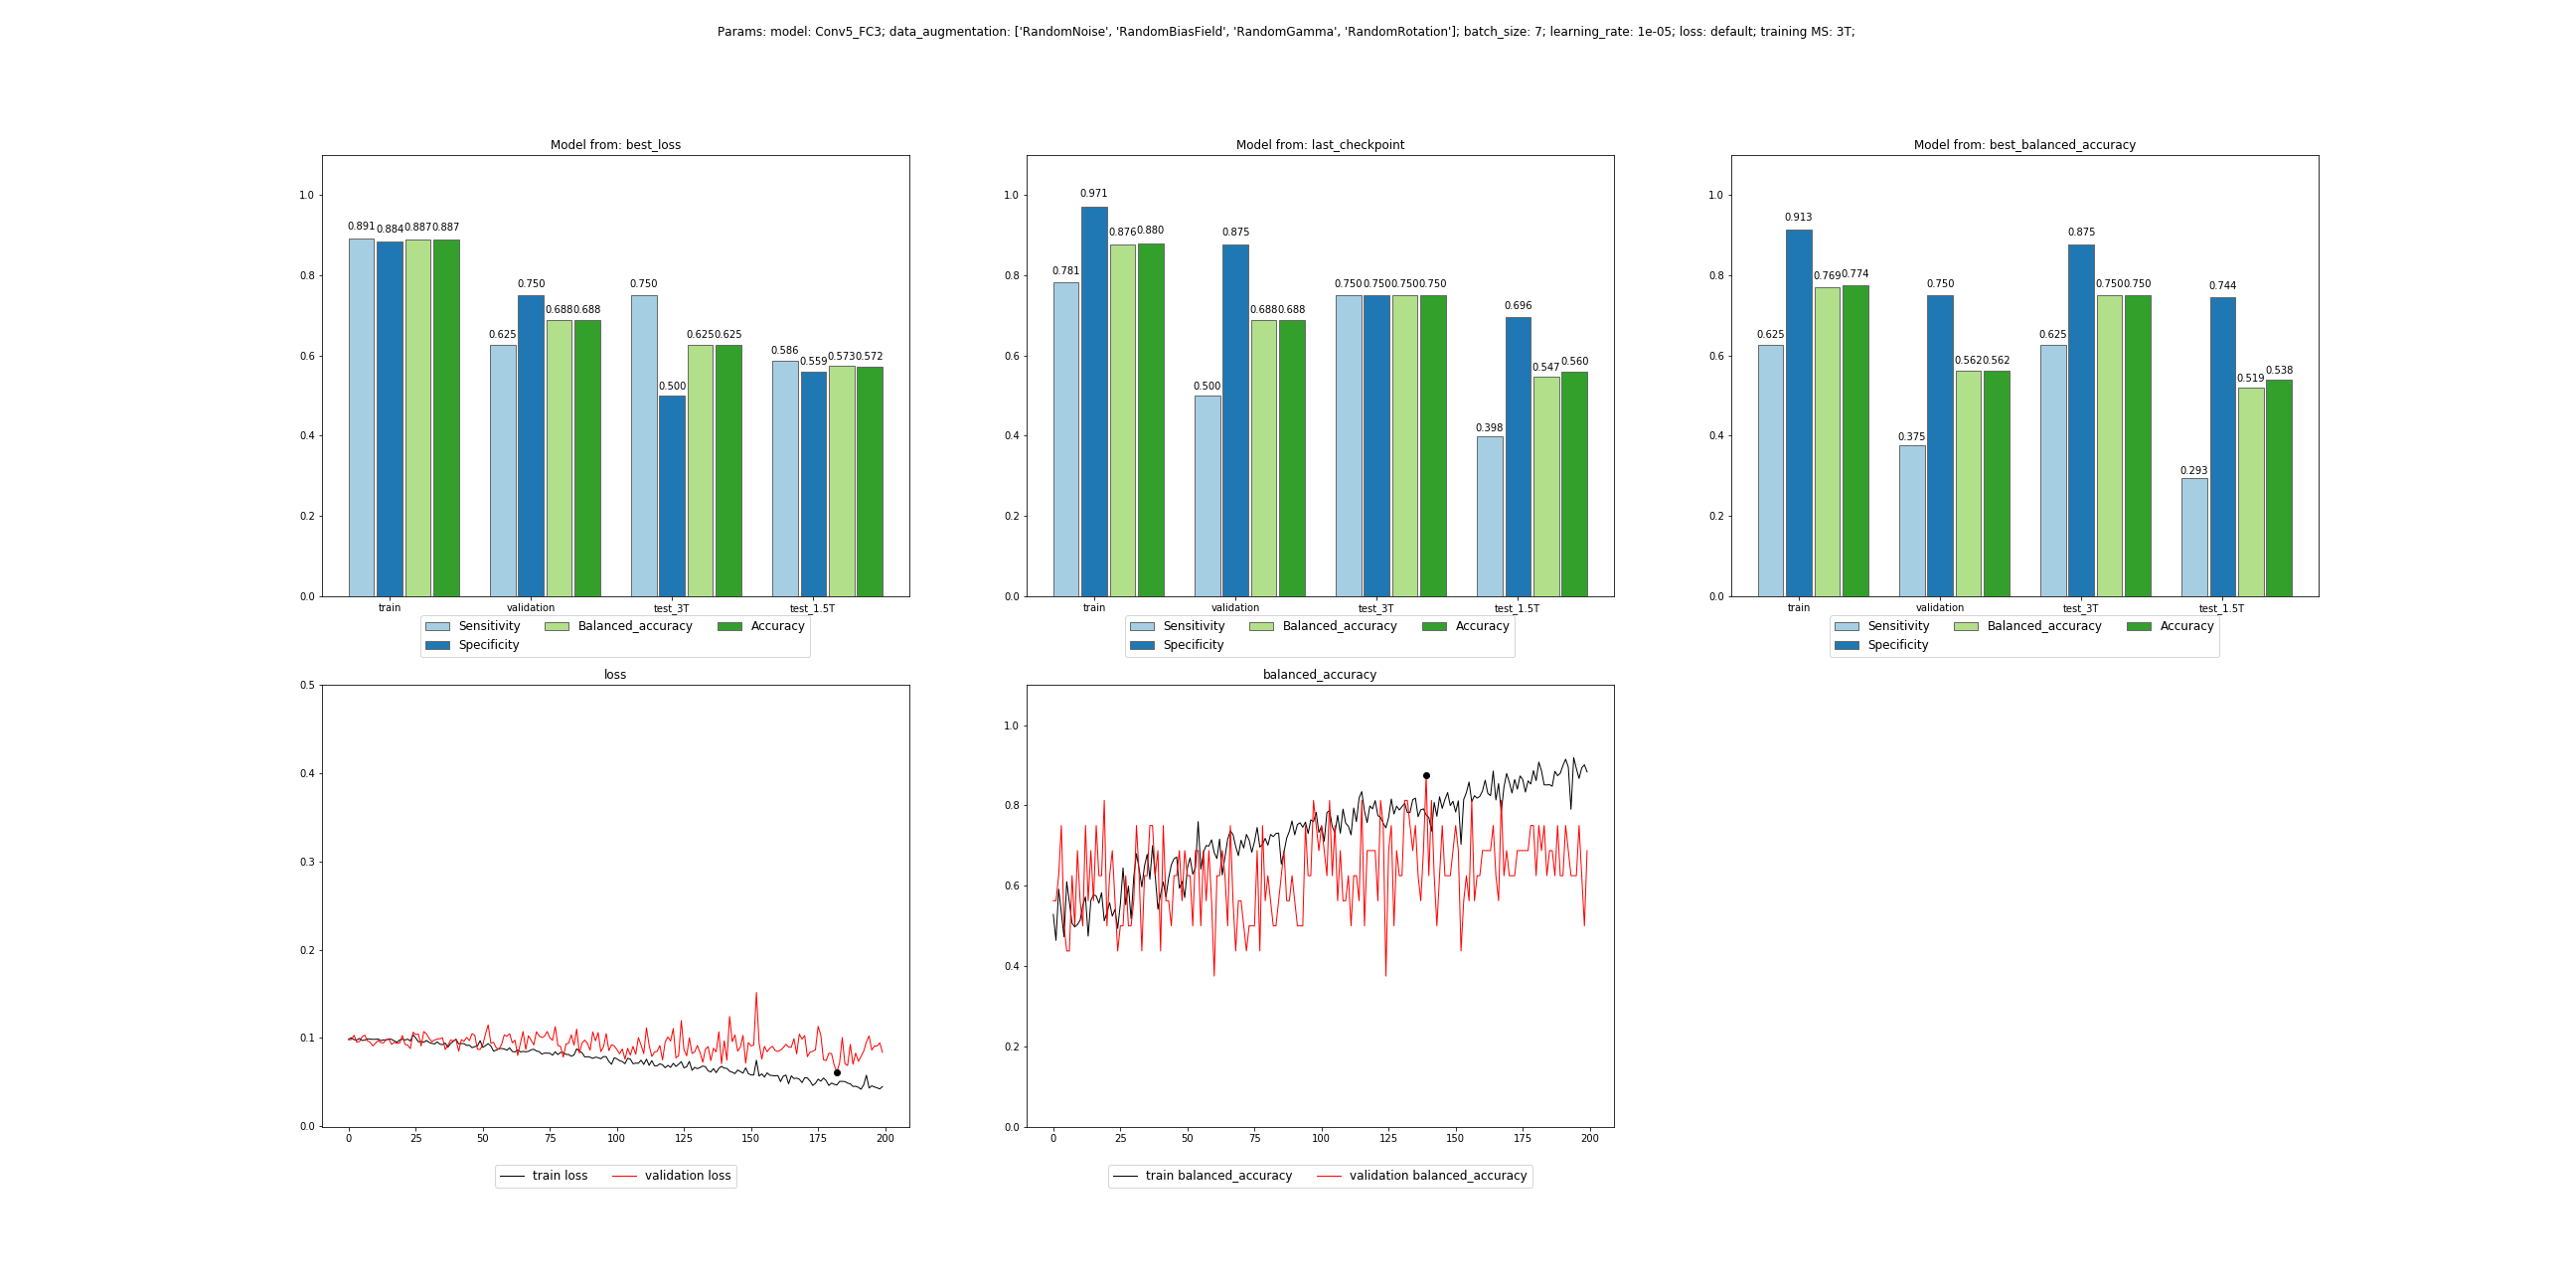 Params: model: Conv5_FC3; data_augmentation: ['RandomNoise', 'RandomBiasField', 'RandomGamma', 'RandomRotation']; batch_size: 7; learning_rate: 1e-05; loss: default; training MS: 3T;
Model from: best_loss
1.0
0.8
0.6
0.4
0.2
0.0
0.891 0.884 0.887 0.887
0.625 0.750 0.688 0.688
0.750 0.500 0.625 0.625
0.586 0.559 0.573 0.572
train validation test_3T test_1.5T
Sensitivity Balanced_accuracy Accuracy
Specificity
Model from: last_checkpoint
1.0
0.8
0.6
0.4
0.2
0.0
0.781 0.971 0.876 0.880
0.500 0.875 0.688 0.688
0.750 0.750 0.750 0.750
0.398 0.696 0.547 0.560
train validation test_3T test_1.5T
Sensitivity Balanced_accuracy Accuracy
Specificity
Model from: best_balanced_accuracy
1.0
0.8
0.6
0.4
0.2
0.0
0.625 0.913 0.769 0.774
0.375 0.750 0.562 0.562
0.625 0.875 0.750 0.750
0.293 0.744 0.519 0.538
train validation test_3T test_1.5T
Sensitivity Balanced_accuracy Accuracy
Specificity
loss
0.5
0.4
0.3
0.2
0.1
0.0
0 25 50 75 100 125 150 175 200
train loss validation loss
balanced_accuracy
1.0
0.8
0.6
0.4
0.2
0.0
0 25 50 75 100 125 150 175 200
train balanced_accuracy validation balanced_accuracy